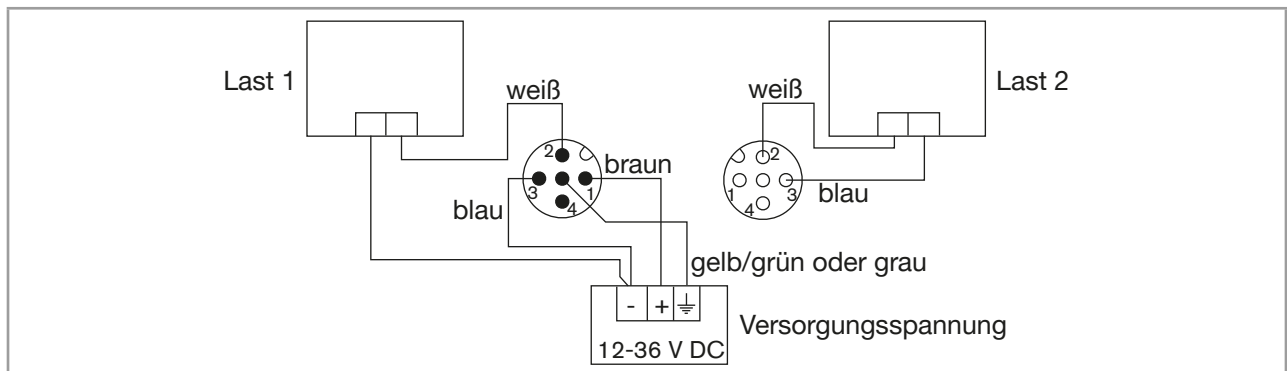 Last 1
weiß
2
braun
3
1
4
blau
weiß
Last 2
2
1
3
blau
4
gelb/grün oder grau
- +
Versorgungsspannung
12-36 V DC